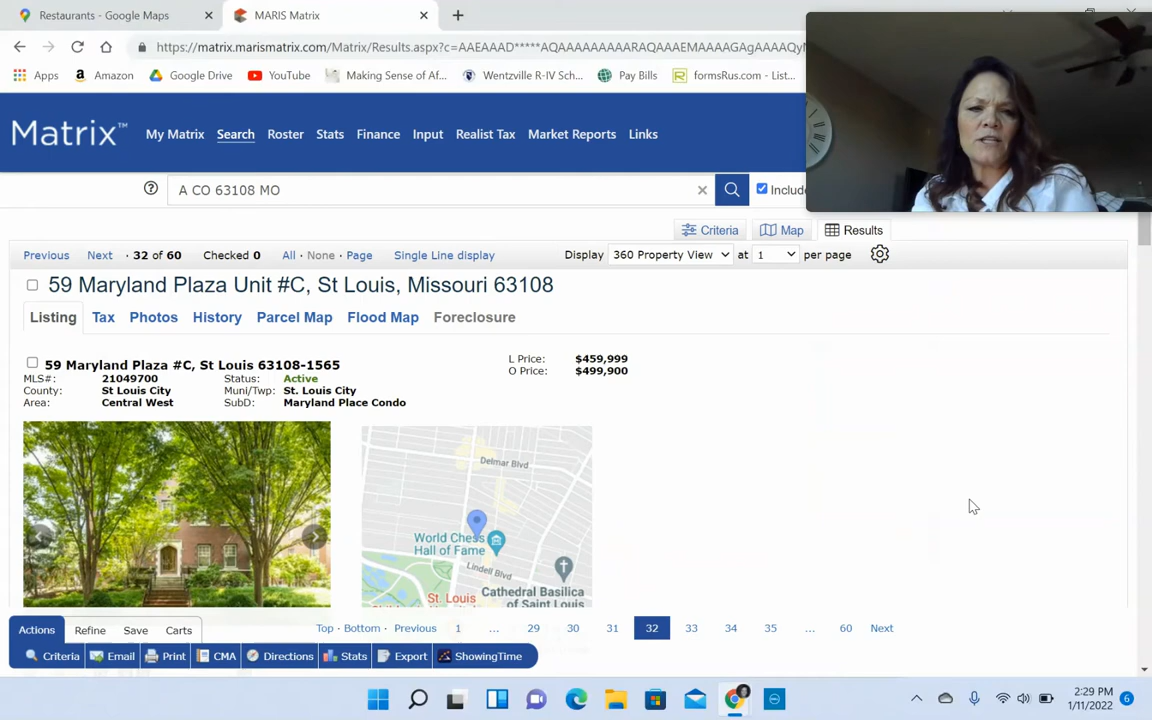 Restaurants - Google Maps
MARIS Matrix
https://matrix.marismatrix.com/Matrix/Results.aspx?c=AAEAAAD*****AQAAAAAAAAARAQAAAEMAAAAGAgAAAAQyM
Apps
Amazon
Google Drive
YouTube
Making Sense of Af...
Wentzville R-IV Sch...
Pay Bills
formsRus.com - List...
Matrix™ My Matrix Search Roster Stats Finance Input Realist Tax Market Reports Links
A CO 63108 MO
Criteria Map Results
Previous Next · 32 of 60 Checked 0 All · None · Page Single Line display Display 360 Property View at 1 per page
59 Maryland Plaza Unit #C, St Louis, Missouri 63108
Listing Tax Photos History Parcel Map Flood Map Foreclosure
59 Maryland Plaza #C, St Louis 63108-1565
L Price: $459,999
O Price: $499,900
MLS#: 21049700 Status: Active
County: St Louis City Muni/Twp: St. Louis City
Area: Central West SubD: Maryland Place Condo
Delmar Blvd
World Chess
Hall of Fame
Lindell Blvd
Cathedral Basilica
of Saint Louis
St. Louis
Actions Refine Save Carts
Top · Bottom · Previous 1 ... 29 30 31 32 33 34 35 ... 60 Next
Criteria Email Print CMA Directions Stats Export ShowingTime
2:29 PM
1/11/2022
6